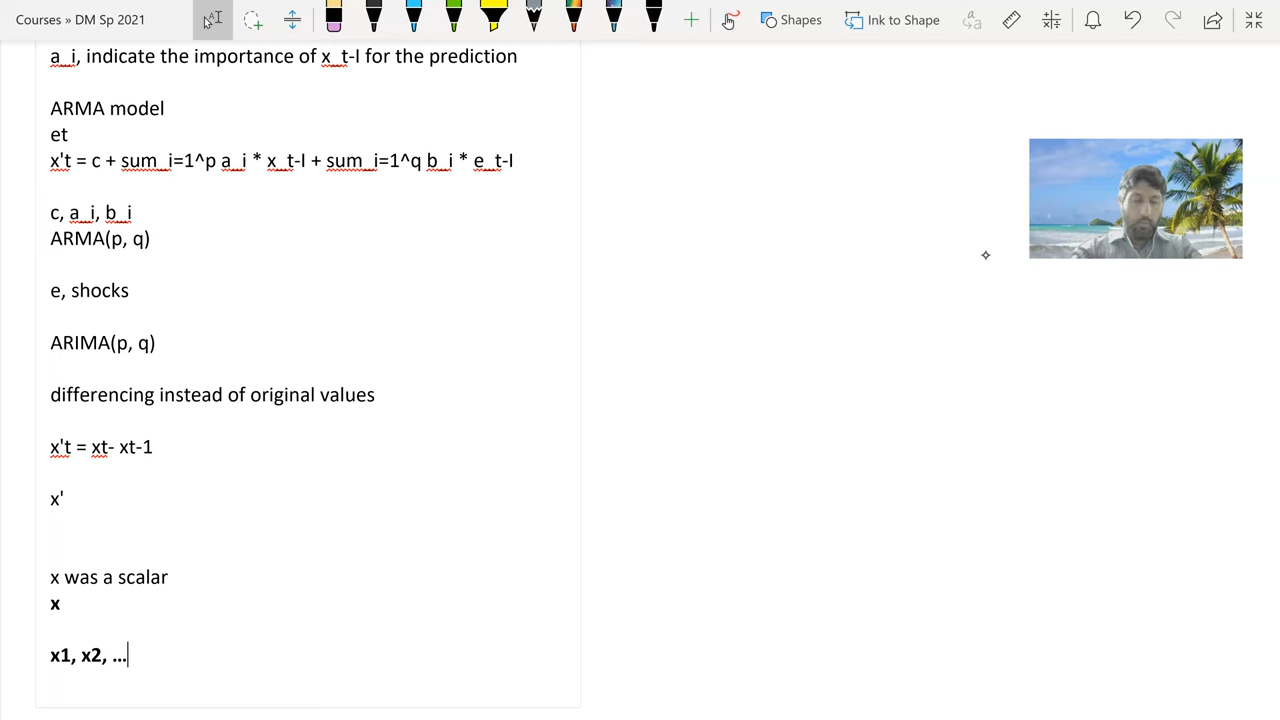 Courses » DM Sp 2021
Shapes
Ink to Shape
a_i, indicate the importance of x_t-I for the prediction
ARMA model
et
x't = c + sum_i=1^p a_i * x_t-I + sum_i=1^q b_i * e_t-I
c, a_i, b_i
ARMA(p, q)
e, shocks
ARIMA(p, q)
differencing instead of original values
x't = xt- xt-1
x'
x was a scalar
x
x1, x2, ...